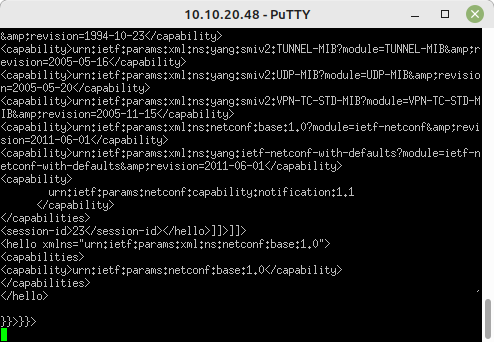 10.10.20.48 - PuTTY
&amp;revision=1994-10-23</capability>
<capability>urn:ietf:params:xml:ns:yang:smiv2:TUNNEL-MIB?module=TUNNEL-MIB&amp;r
evision=2005-05-16</capability>
<capability>urn:ietf:params:xml:ns:yang:smiv2:UDP-MIB?module=UDP-MIB&amp;revisio
n=2005-05-20</capability>
<capability>urn:ietf:params:xml:ns:yang:smiv2:VPN-TC-STD-MIB?module=VPN-TC-STD-M
IB&amp;revision=2005-11-15</capability>
<capability>urn:ietf:params:xml:ns:netconf:base:1.0?module=ietf-netconf&amp;revi
sion=2011-06-01</capability>
<capability>urn:ietf:params:xml:ns:yang:ietf-netconf-with-defaults?module=ietf-n
etconf-with-defaults&amp;revision=2011-06-01</capability>
<capability>
        urn:ietf:params:netconf:capability:notification:1.1
      </capability>
</capabilities>
<session-id>23</session-id></hello>]]>]]>
<hello xmlns="urn:ietf:params:xml:ns:netconf:base:1.0">
<capabilities>
<capability>urn:ietf:params:netconf:base:1.0</capability>
</capabilities>
</hello>
}}>}}>